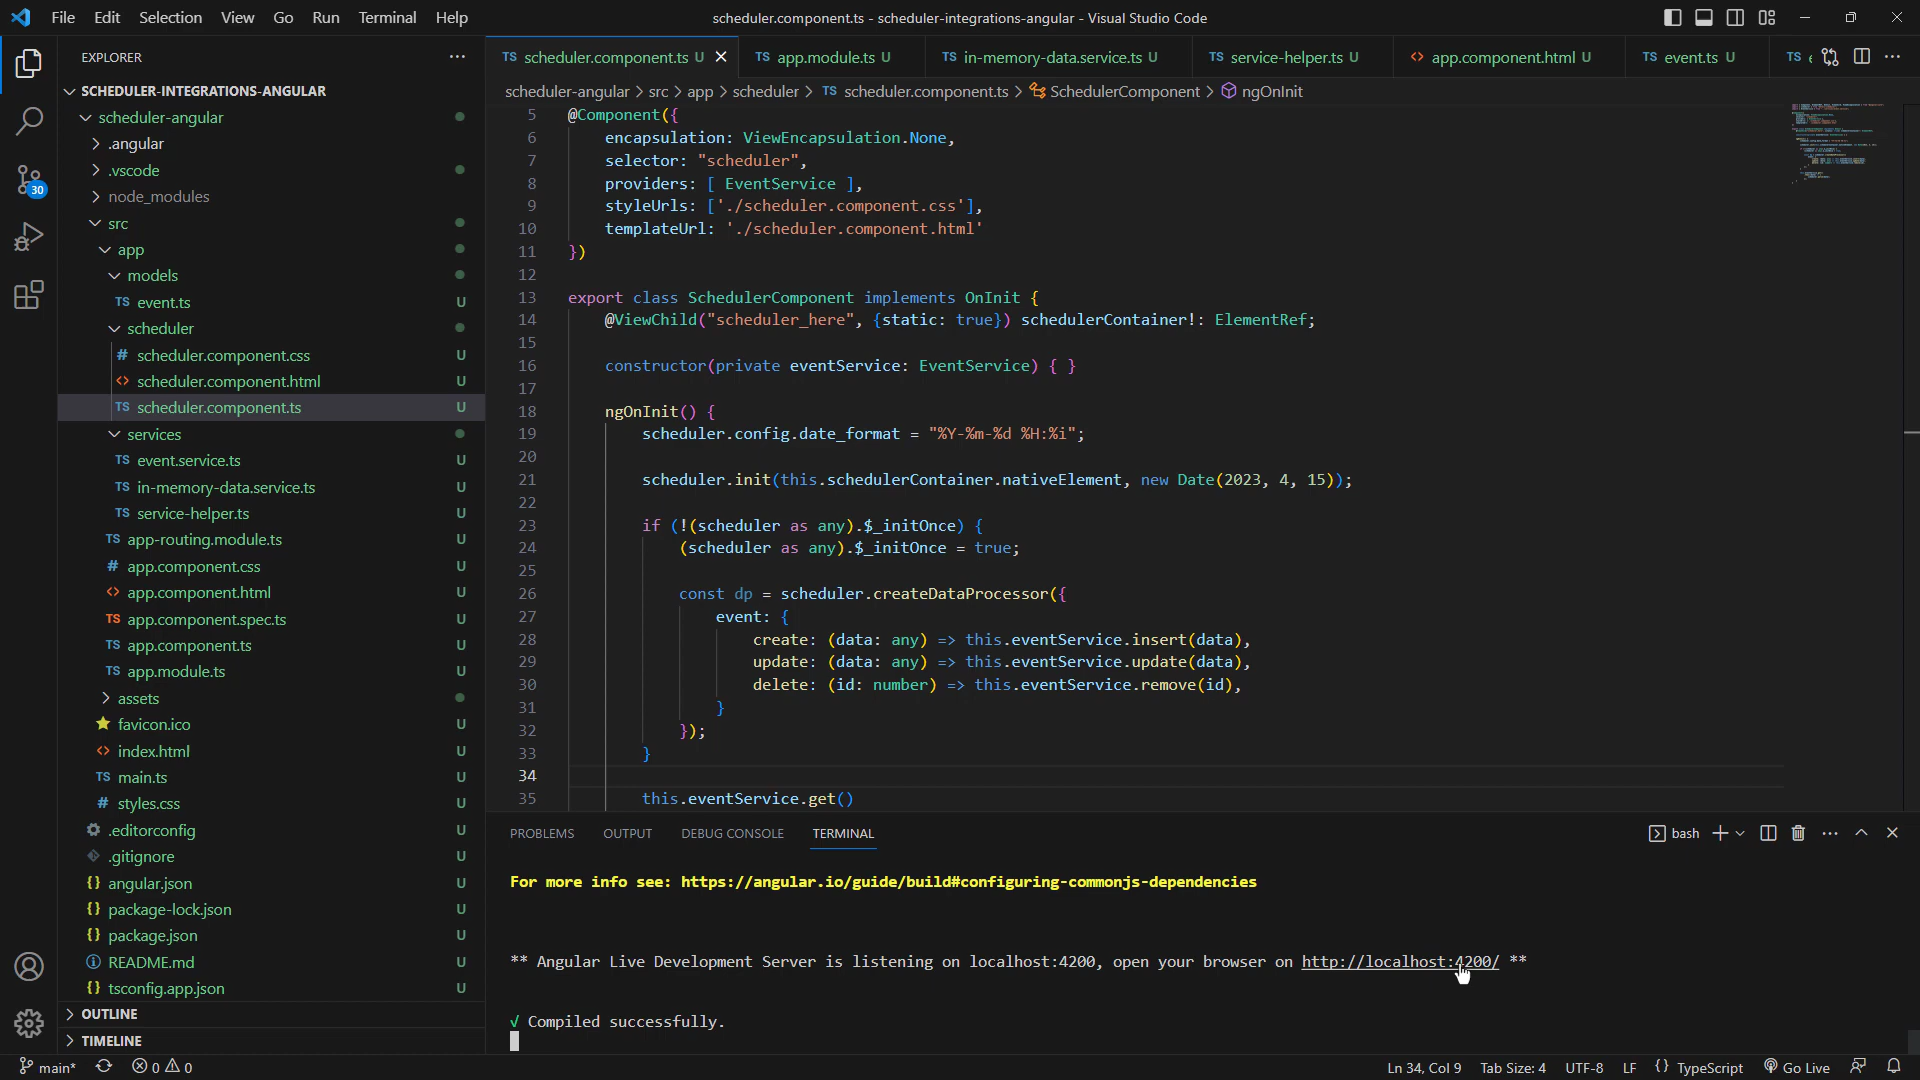 File Edit Selection View Go Run Terminal Help
scheduler.component.ts - scheduler-integrations-angular - Visual Studio Code
EXPLORER
SCHEDULER-INTEGRATIONS-ANGULAR
scheduler-angular
.angular
.vscode
node_modules
src
app
models
TS event.ts U
scheduler
# scheduler.component.css U
<> scheduler.component.html U
TS scheduler.component.ts U
services
TS event.service.ts U
TS in-memory-data.service.ts U
TS service-helper.ts U
TS app-routing.module.ts U
# app.component.css U
<> app.component.html U
TS app.component.spec.ts U
TS app.component.ts U
TS app.module.ts U
assets
favicon.ico U
<> index.html U
TS main.ts U
# styles.css U
.editorconfig U
.gitignore U
{} angular.json U
{} package-lock.json U
{} package.json U
README.md U
tsconfig.app.json U
OUTLINE
TIMELINE
30
TS scheduler.component.ts U
TS app.module.ts U
TS in-memory-data.service.ts U
TS service-helper.ts U
<> app.component.html U
TS event.ts U
TS
scheduler-angular > src > app > scheduler > TS scheduler.component.ts > SchedulerComponent > ngOnInit
5 @Component({
6 encapsulation: ViewEncapsulation.None,
7 selector: "scheduler",
8 providers: [ EventService ],
9 styleUrls: ['./scheduler.component.css'],
10 templateUrl: './scheduler.component.html'
11 })
12
13 export class SchedulerComponent implements OnInit {
14 @ViewChild("scheduler_here", {static: true}) schedulerContainer!: ElementRef;
15
16 constructor(private eventService: EventService) { }
17
18 ngOnInit() {
19 scheduler.config.date_format = "%Y-%m-%d %H:%i";
20
21 scheduler.init(this.schedulerContainer.nativeElement, new Date(2023, 4, 15));
22
23 if (!(scheduler as any).$_initOnce) {
24 (scheduler as any).$_initOnce = true;
25
26 const dp = scheduler.createDataProcessor({
27 event: {
28 create: (data: any) => this.eventService.insert(data),
29 update: (data: any) => this.eventService.update(data),
30 delete: (id: number) => this.eventService.remove(id),
31 }
32 });
33 }
34
35 this.eventService.get()
PROBLEMS OUTPUT DEBUG CONSOLE TERMINAL
bash
For more info see: https://angular.io/guide/build#configuring-commonjs-dependencies
** Angular Live Development Server is listening on localhost:4200, open your browser on http://localhost:4200/ **
√ Compiled successfully.
main* 0 0
Ln 34, Col 9 Tab Size: 4 UTF-8 LF {} TypeScript Go Live